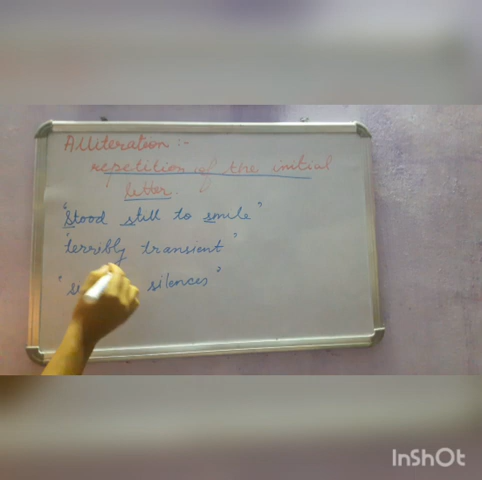 Alliteration :-
repetition of the initial
letter.
"Stood still to smile"
"terribly transient"
" silences"
InShOt